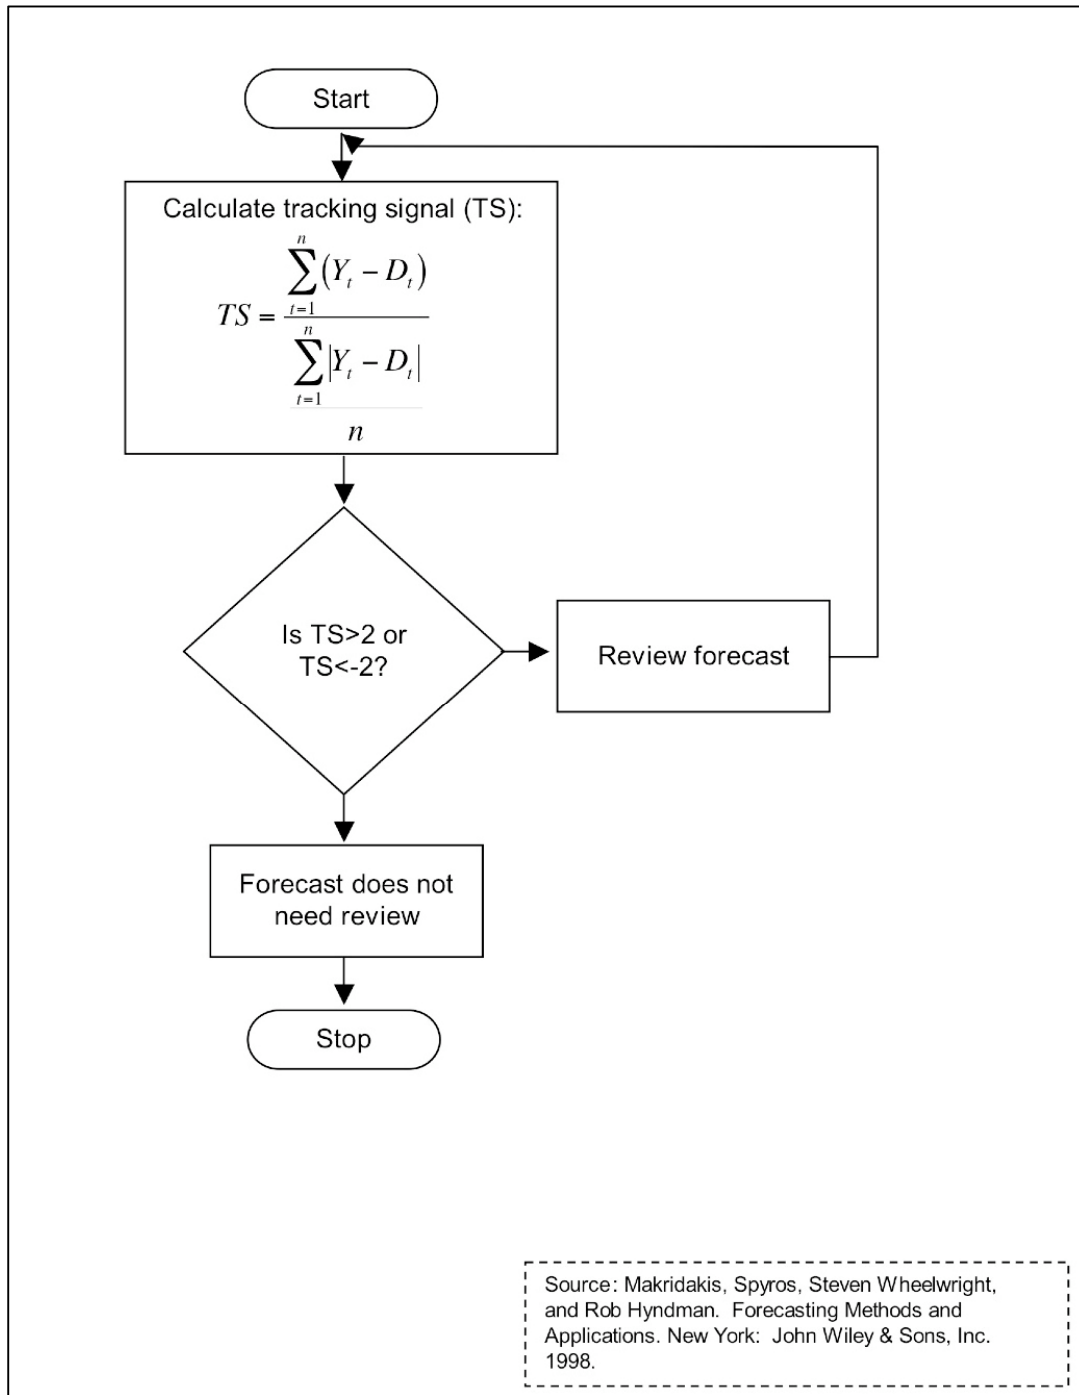 Start
Calculate tracking signal (TS):
n
∑(Yₜ − Dₜ)
TS = t=1
n
∑|Yₜ − Dₜ|
t=1
n
Is TS>2 or
TS<-2?
Review forecast
Forecast does not
need review
Stop
Source: Makridakis, Spyros, Steven Wheelwright,
and Rob Hyndman. Forecasting Methods and
Applications. New York: John Wiley & Sons, Inc.
1998.